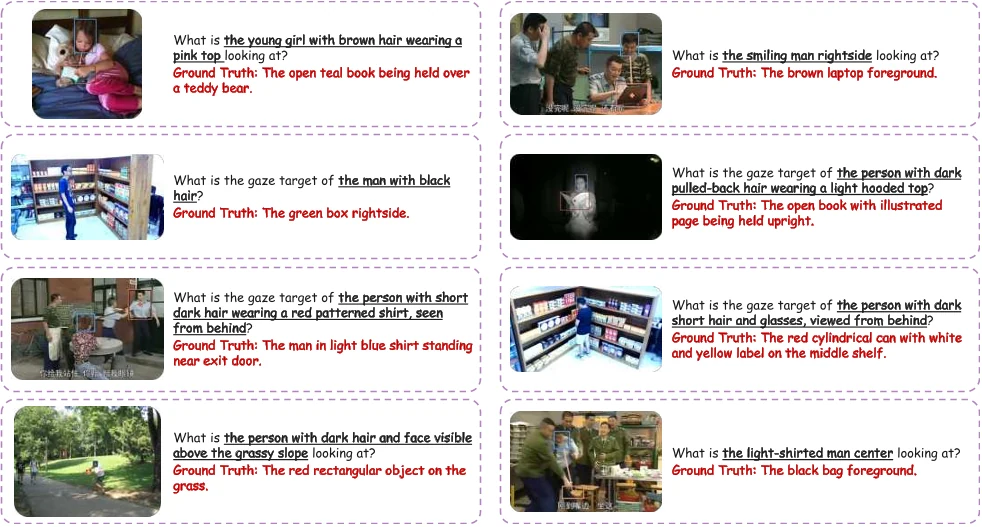 What is the young girl with brown hair wearing a
pink top looking at?
Ground Truth: The open teal book being held over
a teddy bear.
What is the smiling man rightside looking at?
Ground Truth: The brown laptop foreground.
What is the gaze target of the man with black
hair?
Ground Truth: The green box rightside.
What is the gaze target of the person with dark
pulled-back hair wearing a light hooded top?
Ground Truth: The open book with illustrated
page being held upright.
What is the gaze target of the person with short
dark hair wearing a red patterned shirt, seen
from behind?
Ground Truth: The man in light blue shirt standing
near exit door.
What is the gaze target of the person with dark
short hair and glasses, viewed from behind?
Ground Truth: The red cylindrical can with white
and yellow label on the middle shelf.
What is the person with dark hair and face visible
above the grassy slope looking at?
Ground Truth: The red rectangular object on the
grass.
What is the light-shirted man center looking at?
Ground Truth: The black bag foreground.